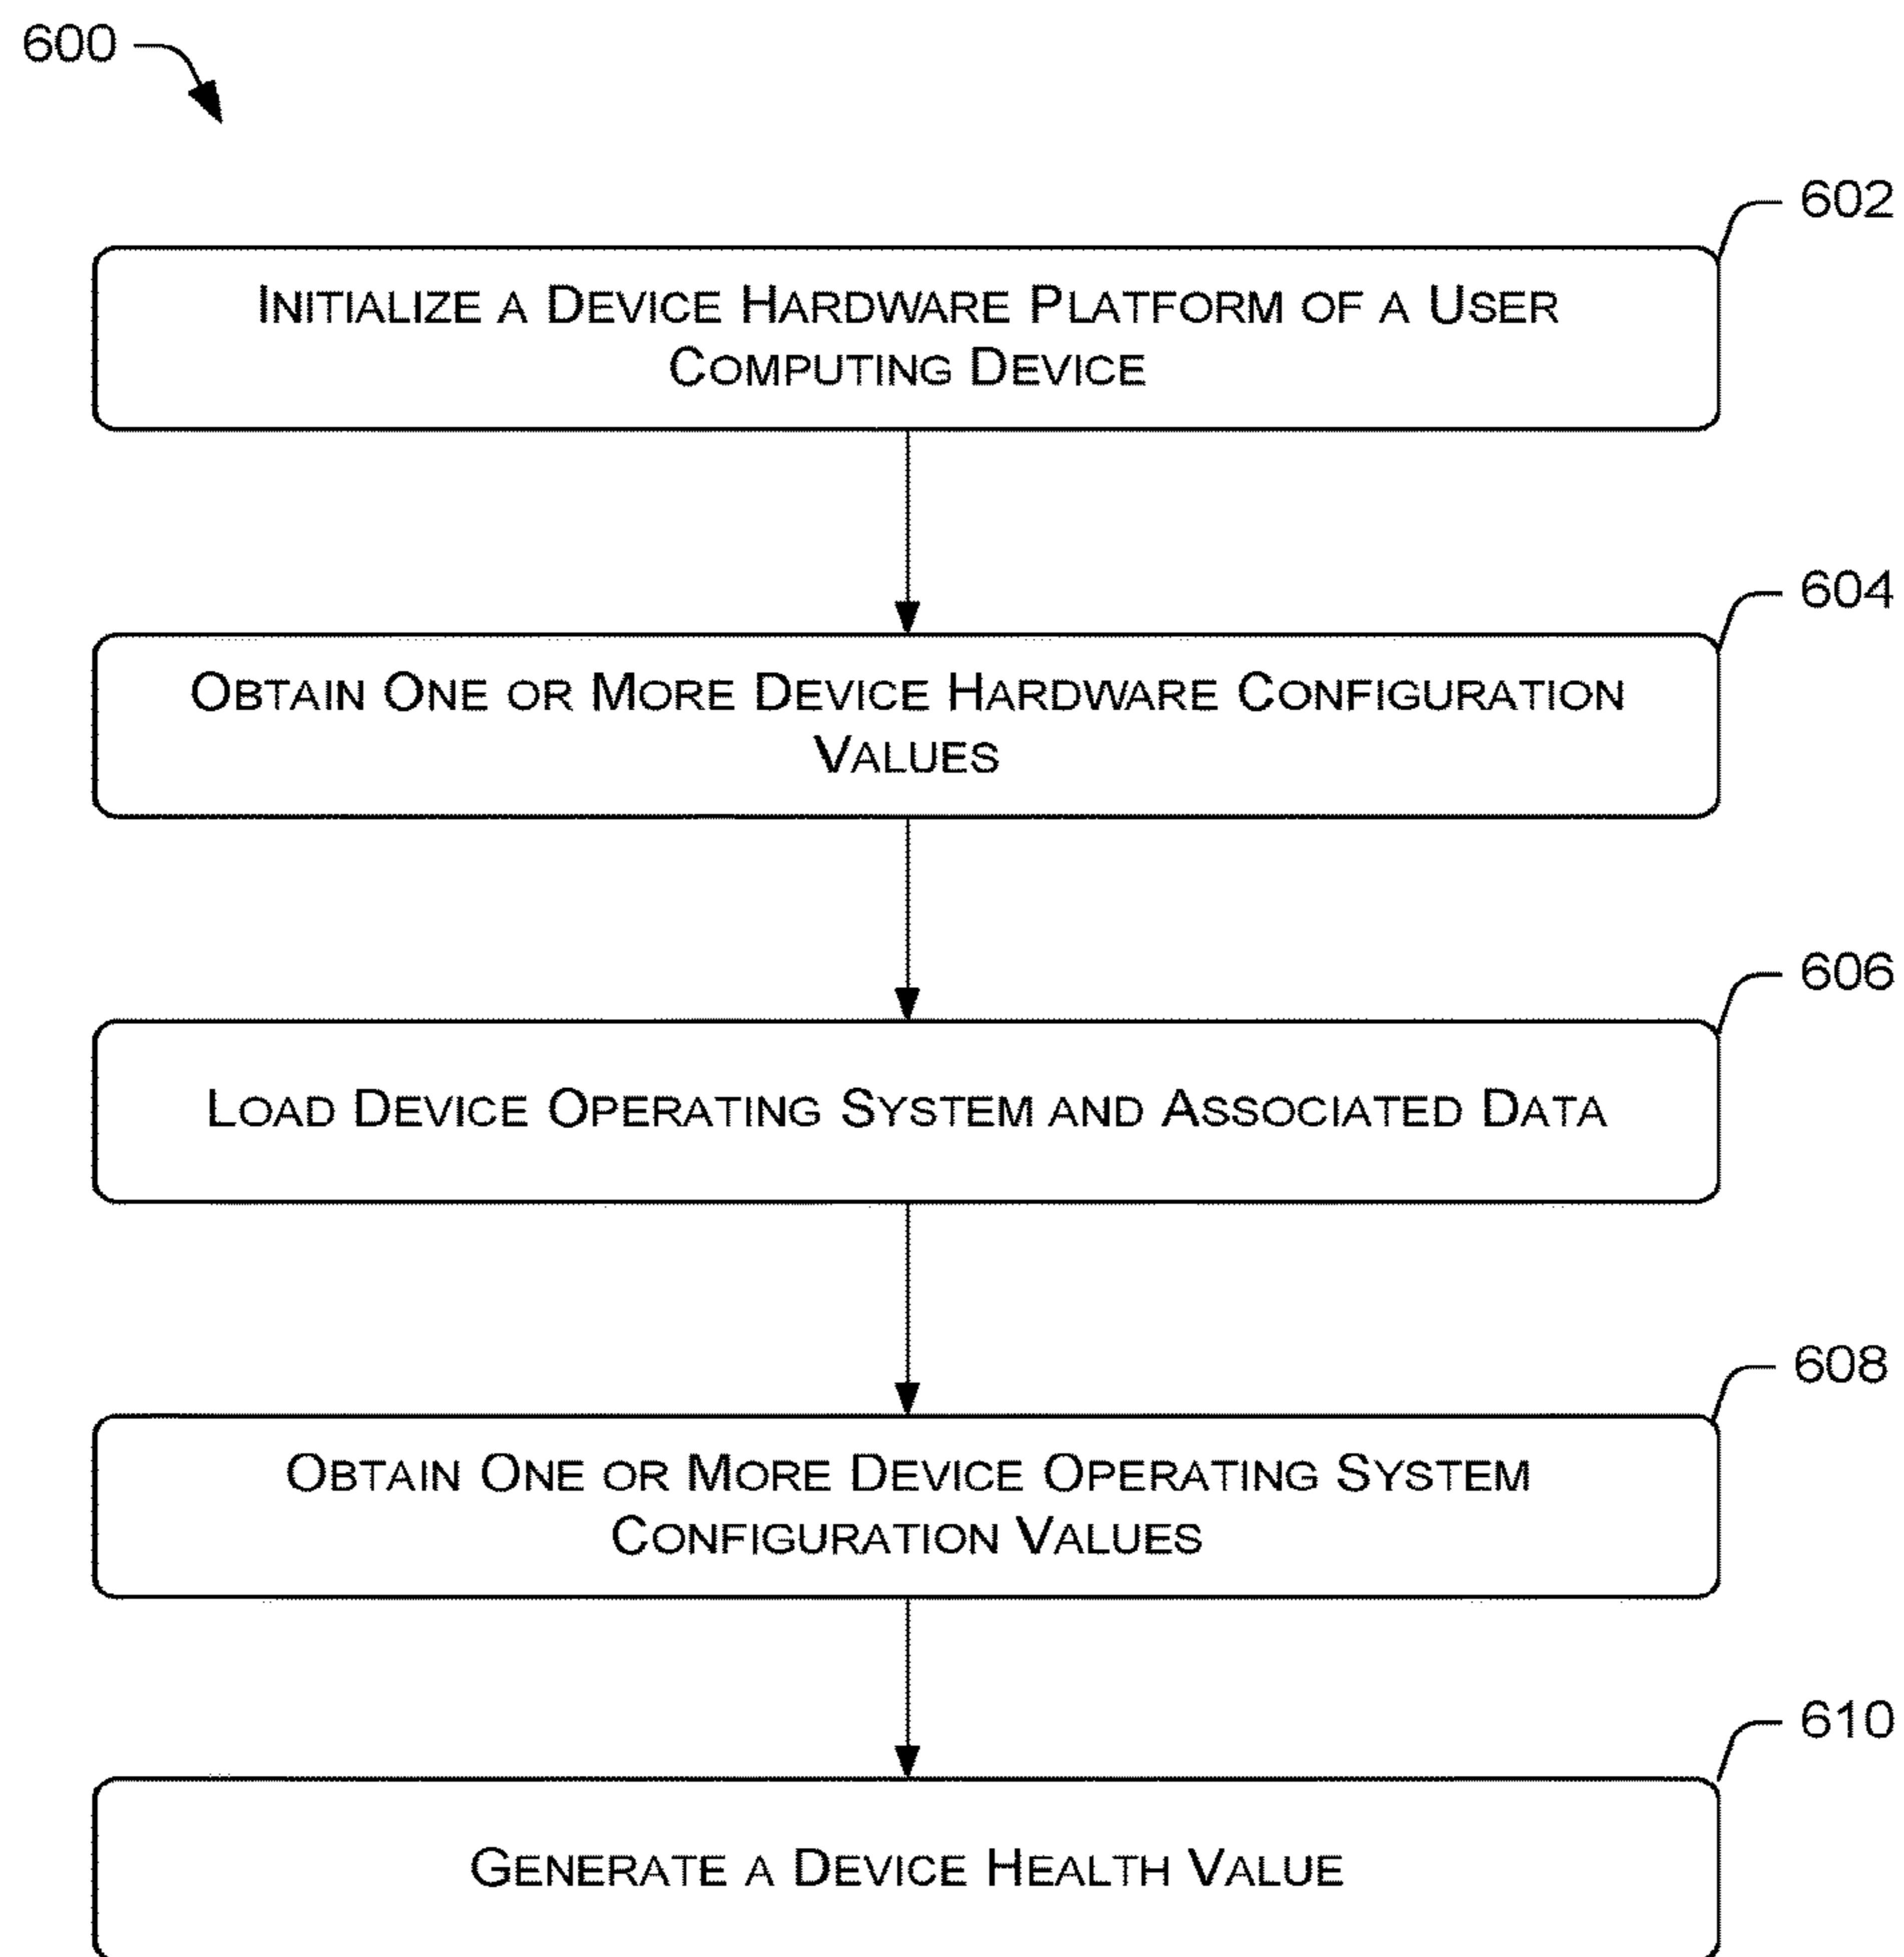 600
602
INITIALIZE A DEVICE HARDWARE PLATFORM OF A USER
COMPUTING DEVICE
604
OBTAIN ONE OR MORE DEVICE HARDWARE CONFIGURATION
VALUES
606
LOAD DEVICE OPERATING SYSTEM AND ASSOCIATED DATA
608
OBTAIN ONE OR MORE DEVICE OPERATING SYSTEM
CONFIGURATION VALUES
610
GENERATE A DEVICE HEALTH VALUE